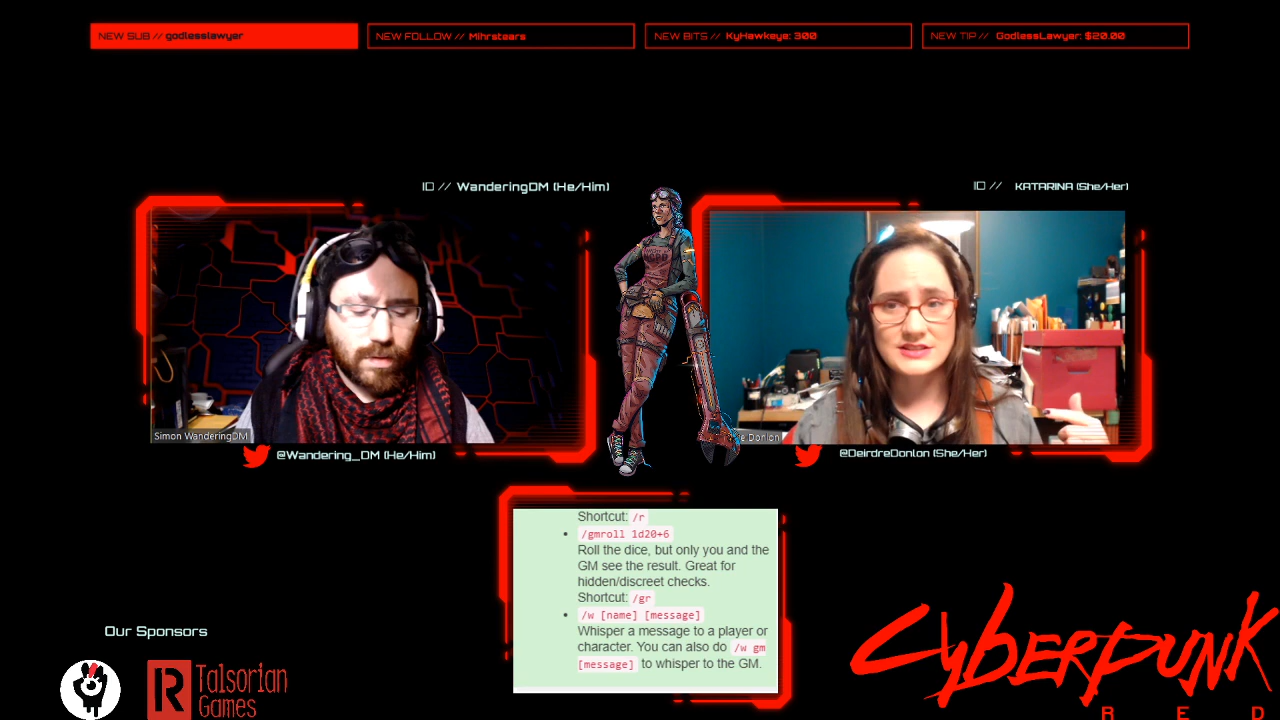 NEW SUB // godlesslawyer
NEW FOLLOW // Mihrstears
NEW BITS // KyHawkeye: 300
NEW TIP // GodlessLawyer: $20.00
ID // WanderingDM (He/Him)
ID // KATARINA (She/Her)
Simon WanderingDM
e Donlon
@Wandering_DM (He/Him)
@DeirdreDonlon (She/Her)
Shortcut: /r
• /gmroll 1d20+6
Roll the dice, but only you and the
GM see the result. Great for
hidden/discreet checks.
Shortcut: /gr
• /w [name] [message]
Whisper a message to a player or
character. You can also do /w gm
[message] to whisper to the GM.
Our Sponsors
R Talsorian
Games
Cyberpunk
RED